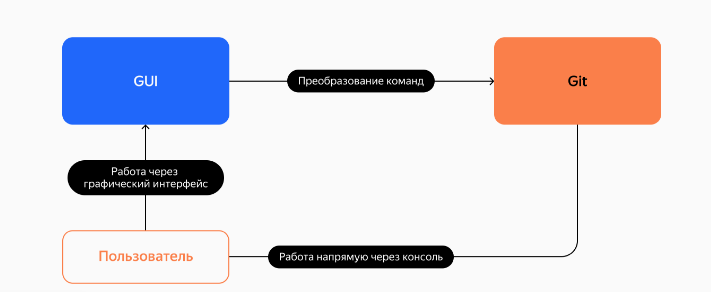 GUI
Преобразование команд
Git
Работа через
графический интерфейс
Пользователь
Работа напрямую через консоль